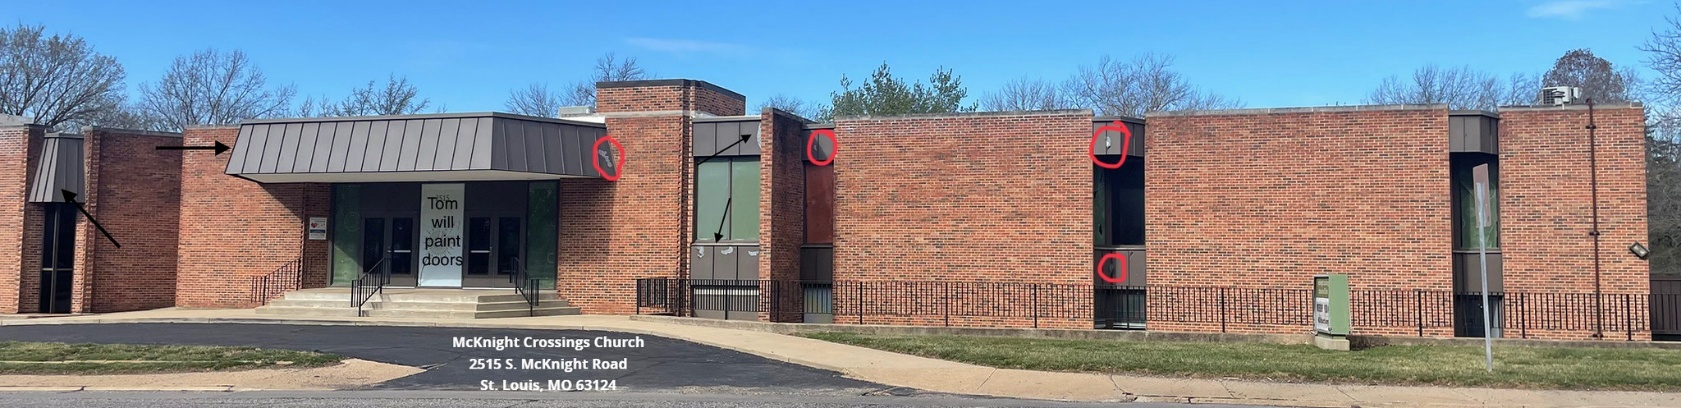 Tom
will
paint
doors
McKnight Crossings Church
2515 S. McKnight Road
St. Louis, MO 63124